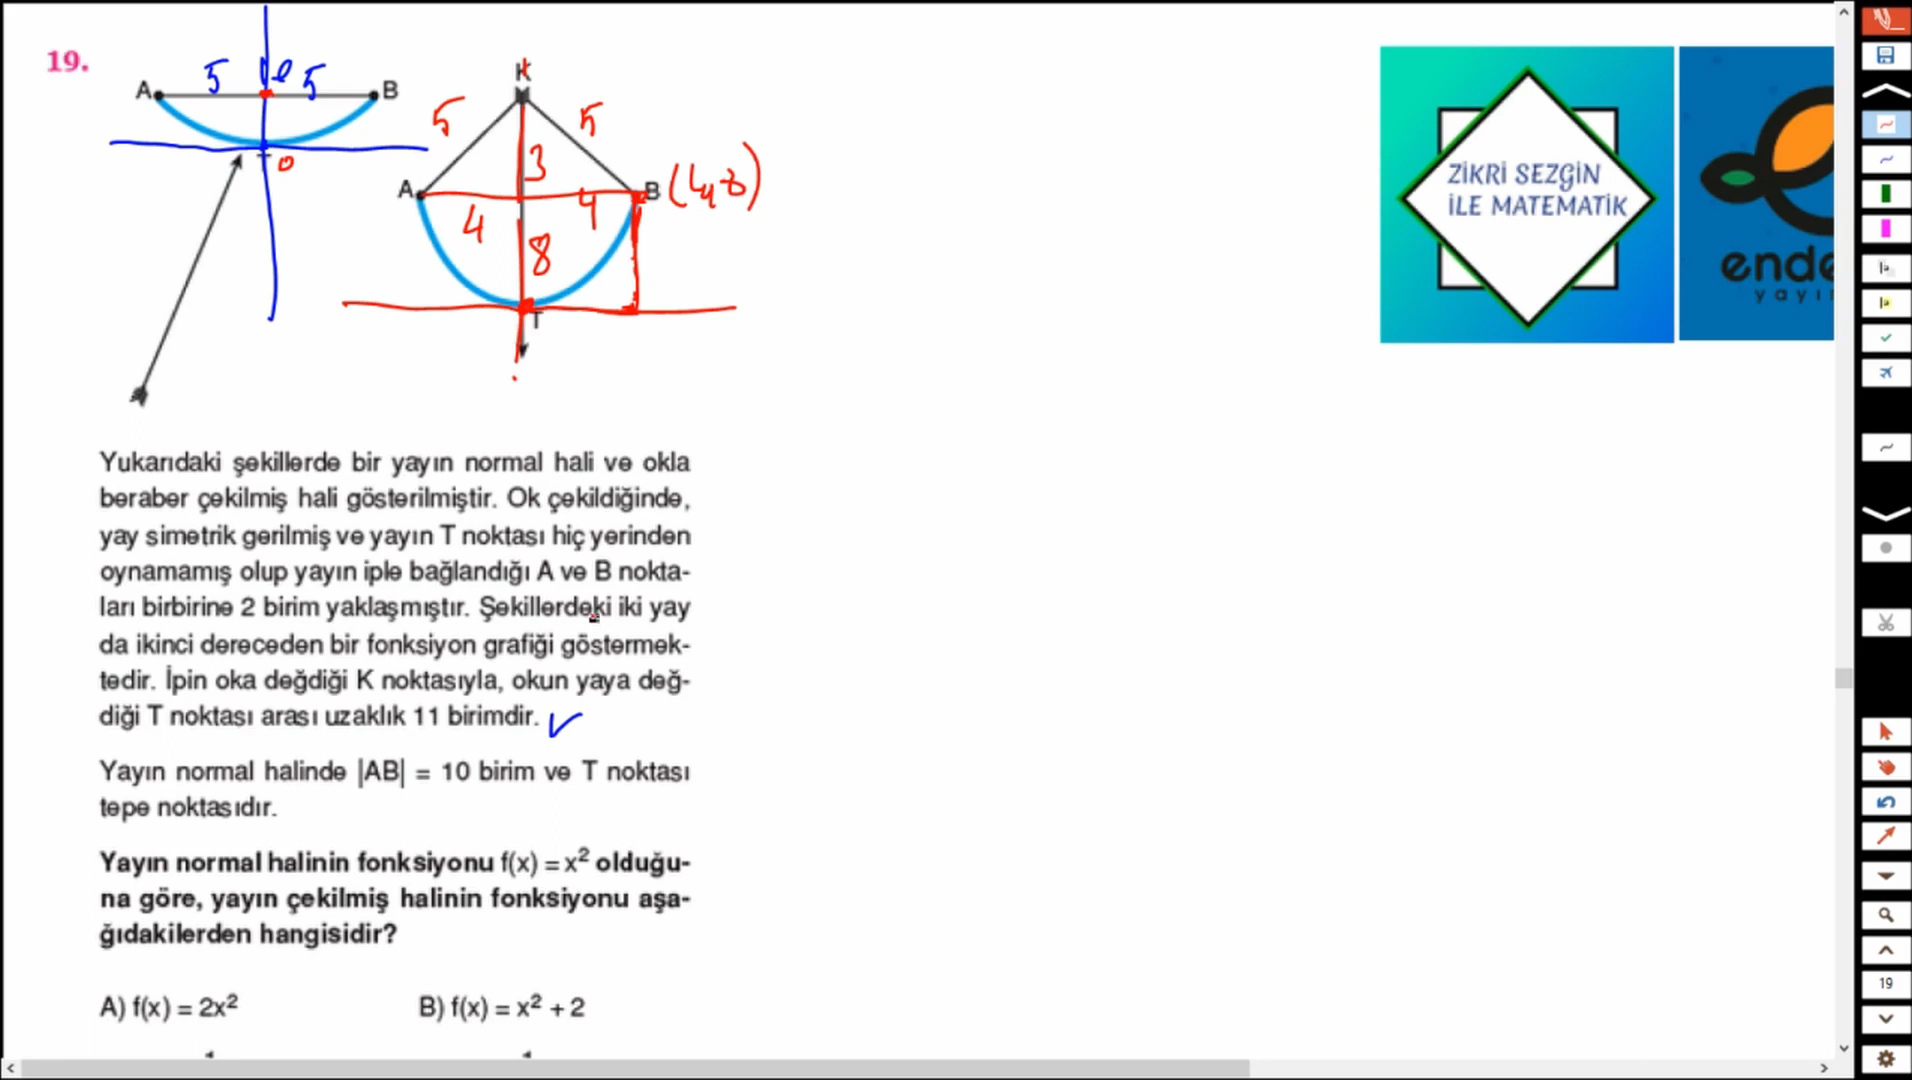 19.
5
5
A
B
T
0
K
5
5
3
A
B
(4,8)
4
4
8
T
ZİKRİ SEZGİN
İLE MATEMATİK
ende
yayı
Yukarıdaki şekillerde bir yayın normal hali ve okla
beraber çekilmiş hali gösterilmiştir. Ok çekildiğinde,
yay simetrik gerilmiş ve yayın T noktası hiç yerinden
oynamamış olup yayın iple bağlandığı A ve B nokta-
ları birbirine 2 birim yaklaşmıştır. Şekillerdeki iki yay
da ikinci dereceden bir fonksiyon grafiği göstermek-
tedir. İpin oka değdiği K noktasıyla, okun yaya değ-
diği T noktası arası uzaklık 11 birimdir.
Yayın normal halinde |AB| = 10 birim ve T noktası
tepe noktasıdır.
Yayın normal halinin fonksiyonu f(x) = x² olduğu-
na göre, yayın çekilmiş halinin fonksiyonu aşa-
ğıdakilerden hangisidir?
A) f(x) = 2x²
B) f(x) = x² + 2
19